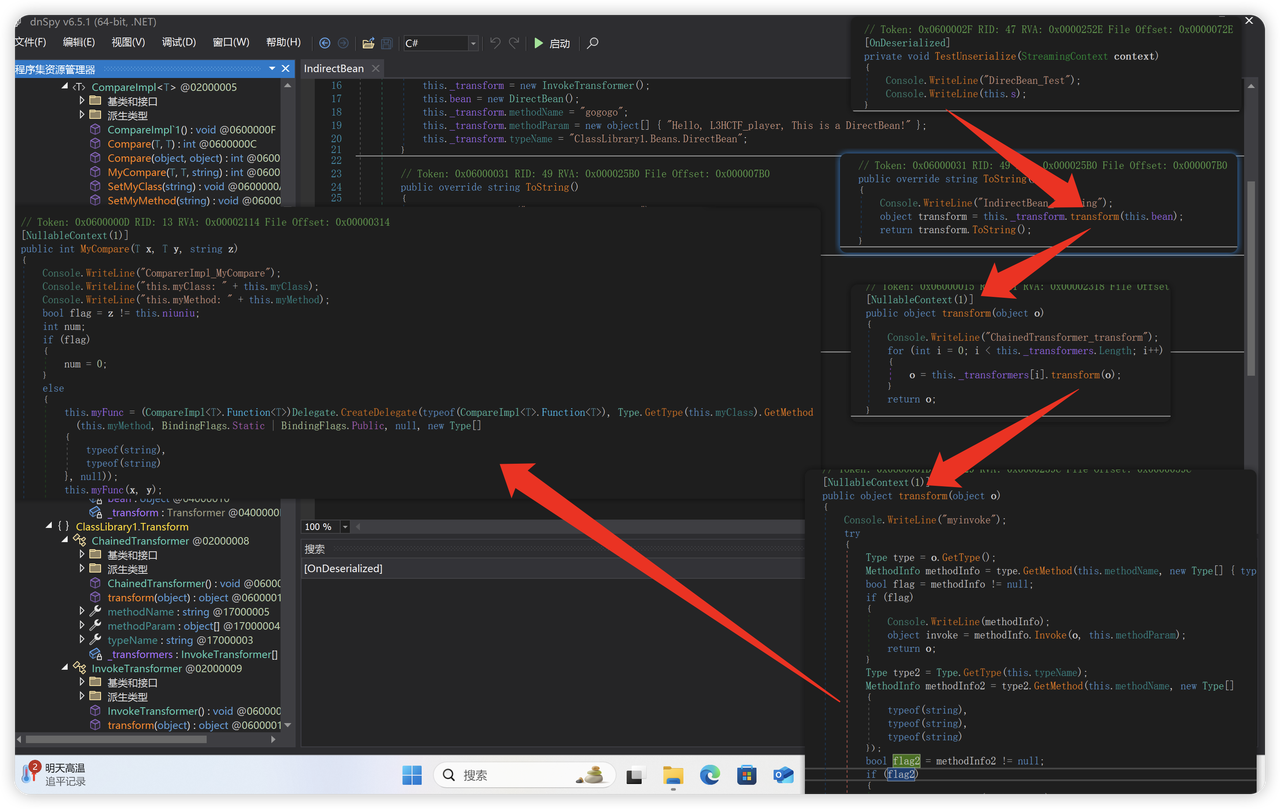 dnSpy v6.5.1 (64-bit, .NET)
文件(F) 编辑(E) 视图(V) 调试(D) 窗口(W) 帮助(H) C# 启动
程序集资源管理器
CompareImpl<T> @02000005
基类和接口
派生类型
CompareImpl`1() : void @0600000F
Compare(T, T) : int @0600000C
Compare(object, object) : int @0600
MyCompare(T, T, string) : int @0600
SetMyClass(string) : void @0600000
SetMyMethod(string) : void @06000
IndirectBean
16 this._transform = new InvokeTransformer();
17 this.bean = new DirectBean();
18 this._transform.methodName = "gogogo";
19 this._transform.methodParam = new object[] { "Hello, L3HCTF_player, This is a DirectBean!" };
20 this._transform.typeName = "ClassLibrary1.Beans.DirectBean";
21 }
22
23 // Token: 0x06000031 RID: 49 RVA: 0x000025B0 File Offset: 0x000007B0
24 public override string ToString()
25 {
// Token: 0x0600002F RID: 47 RVA: 0x0000252E File Offset: 0x0000072E
[OnDeserialized]
private void TestUnserialize(StreamingContext context)
{
Console.WriteLine("DirecBean_Test");
Console.WriteLine(this.s);
}
// Token: 0x06000031 RID: 49 000025B0 File Offset: 0x000007B0
public override string ToString
{
Console.WriteLine("IndirectBean ing");
object transform = this._transform.transform(this.bean);
return transform.ToString();
}
// Token: 0x06000015 RVA: 0x00002318 File Offset
[NullableContext(1)]
public object transform(object o)
{
Console.WriteLine("ChainedTransformer_transform");
for (int i = 0; i < this._transformers.Length; i++)
{
o = this._transformers[i].transform(o);
}
return o;
}
// Token: 0x0600000D RID: 13 RVA: 0x00002114 File Offset: 0x00000314
[NullableContext(1)]
public int MyCompare(T x, T y, string z)
{
Console.WriteLine("ComparerImpl_MyCompare");
Console.WriteLine("this.myClass: " + this.myClass);
Console.WriteLine("this.myMethod: " + this.myMethod);
bool flag = z != this.niuniu;
int num;
if (flag)
{
num = 0;
}
else
{
this.myFunc = (CompareImpl<T>.Function<T>)Delegate.CreateDelegate(typeof(CompareImpl<T>.Function<T>), Type.GetType(this.myClass).GetMethod
(this.myMethod, BindingFlags.Static | BindingFlags.Public, null, new Type[]
{
typeof(string),
typeof(string)
}, null));
this.myFunc(x, y);
bean : object @04000010
_transform : Transformer @040000
ClassLibrary1.Transform
ChainedTransformer @02000008
基类和接口
派生类型
ChainedTransformer() : void @0600
transform(object) : object @060001
methodName : string @17000005
methodParam : object[] @17000004
typeName : string @17000003
_transformers : InvokeTransformer[]
InvokeTransformer @02000009
基类和接口
派生类型
InvokeTransformer() : void @0600
transform(object) : object @060001
100 %
搜索
[OnDeserialized]
[NullableContext(1)]
public object transform(object o)
{
Console.WriteLine("myinvoke");
try
{
Type type = o.GetType();
MethodInfo methodInfo = type.GetMethod(this.methodName, new Type[] { typ
bool flag = methodInfo != null;
if (flag)
{
Console.WriteLine(methodInfo);
object invoke = methodInfo.Invoke(o, this.methodParam);
return o;
}
Type type2 = Type.GetType(this.typeName);
MethodInfo methodInfo2 = type2.GetMethod(this.methodName, new Type[]
{
typeof(string),
typeof(string),
typeof(string)
});
bool flag2 = methodInfo2 != null;
if (flag2)
{
2
明天高温
追平记录
搜索